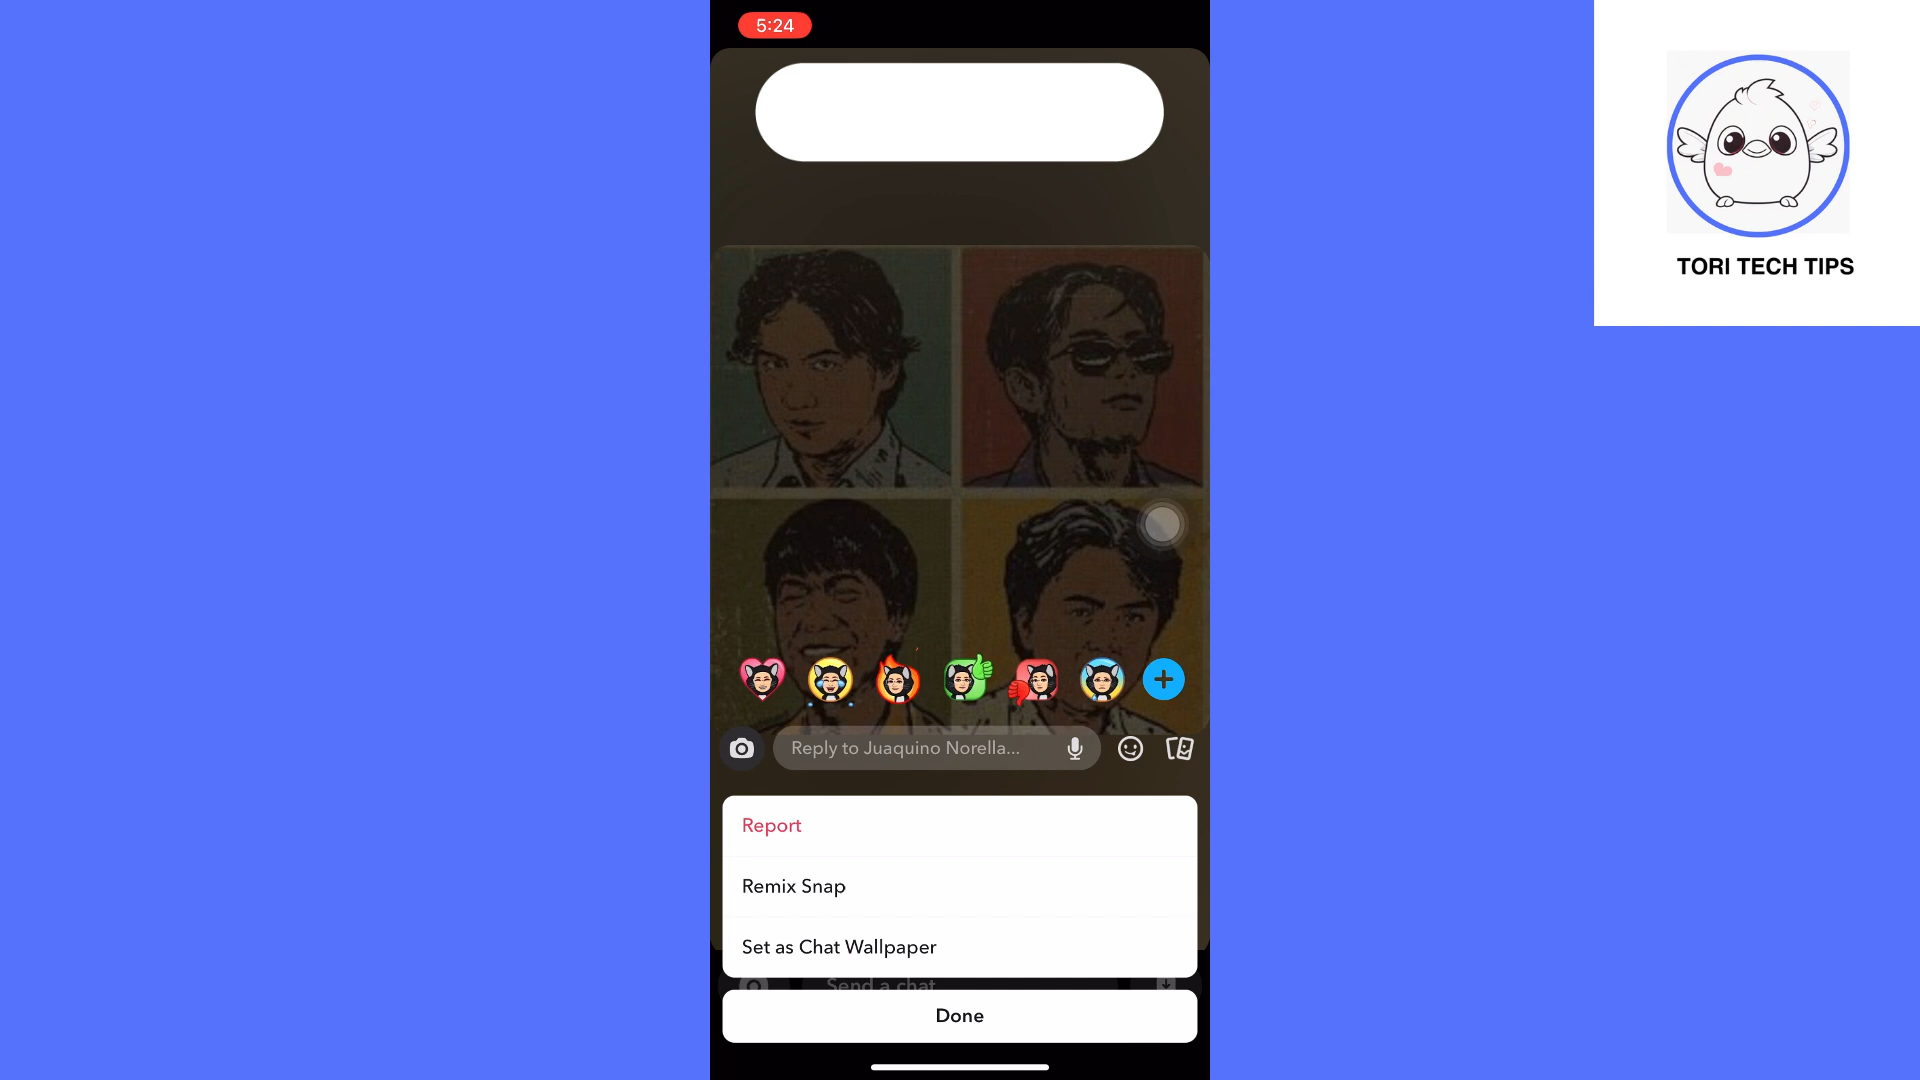 5:24
TORI TECH TIPS
Reply to Juaquino Norella...
Report
Remix Snap
Set as Chat Wallpaper
Send a chat
Done